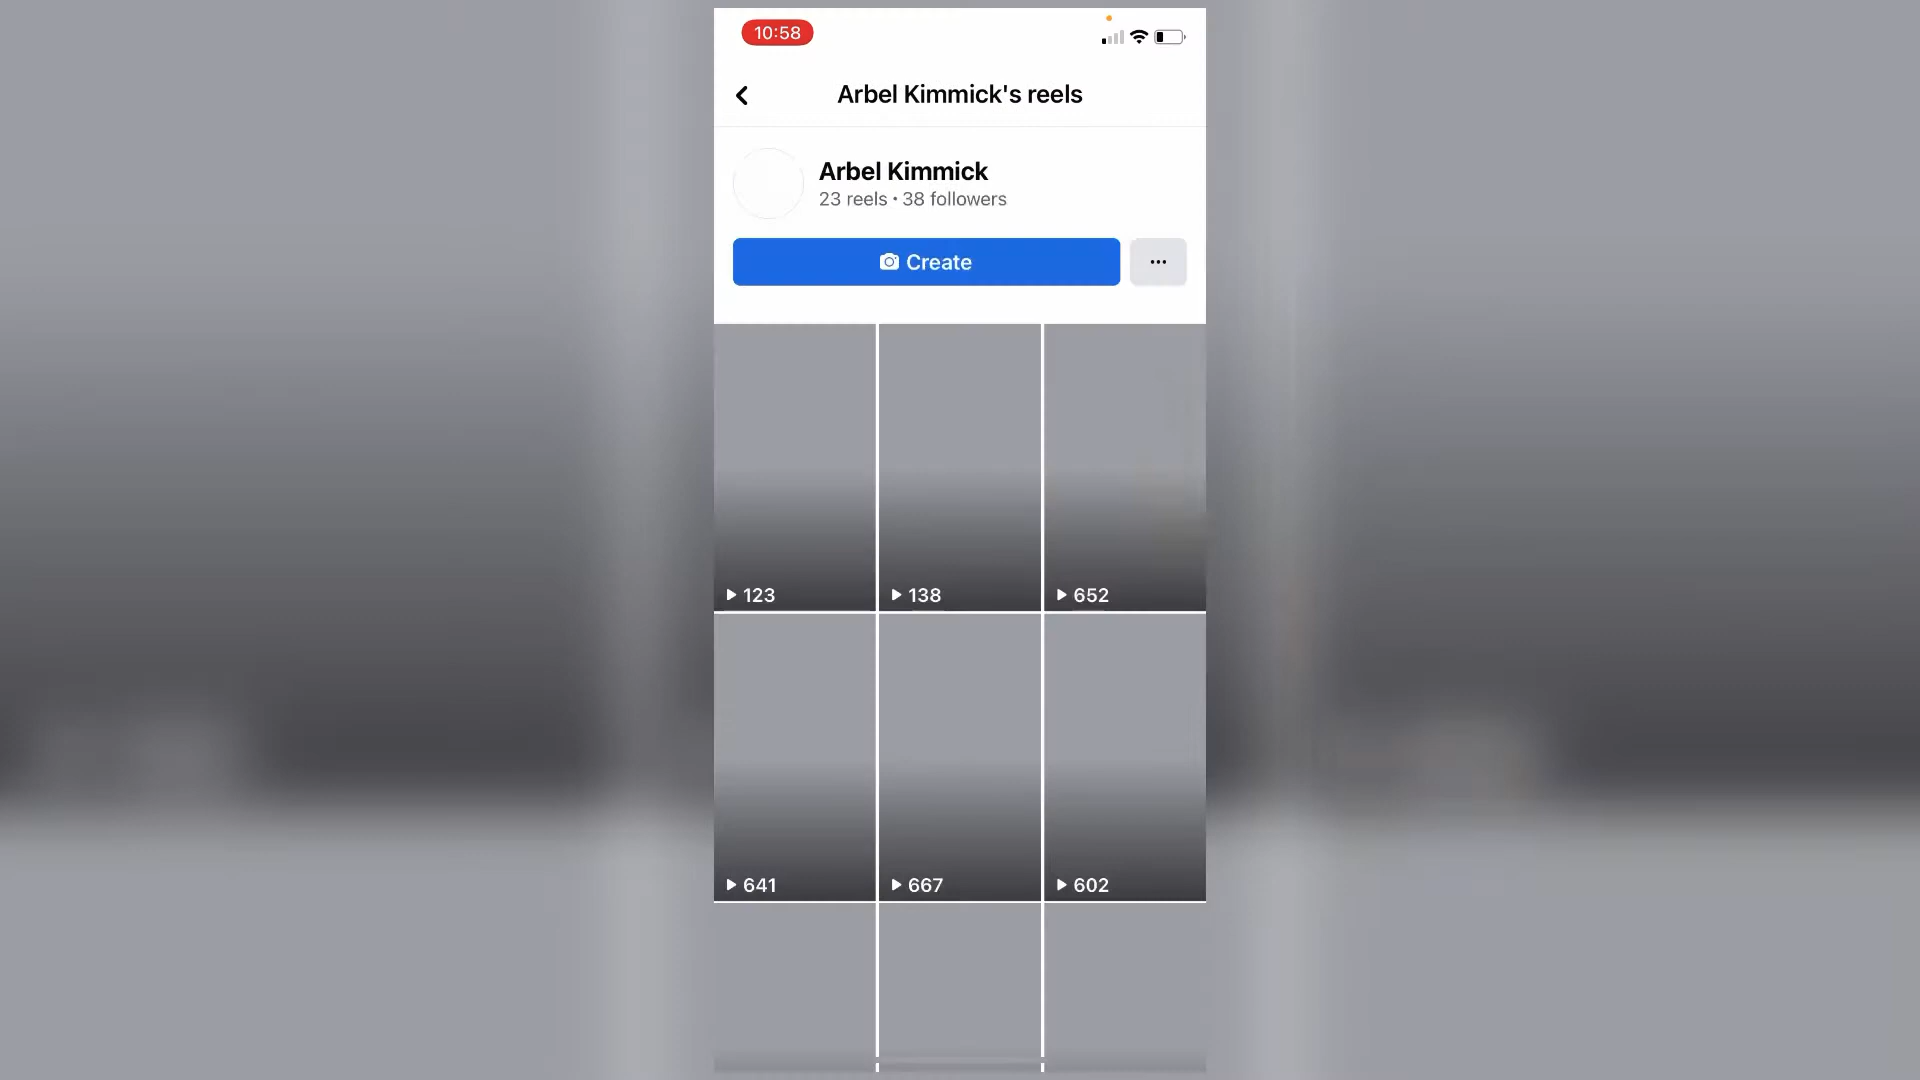 10:58
Arbel Kimmick's reels
Arbel Kimmick
23 reels • 38 followers
Create
123
138
652
641
667
602